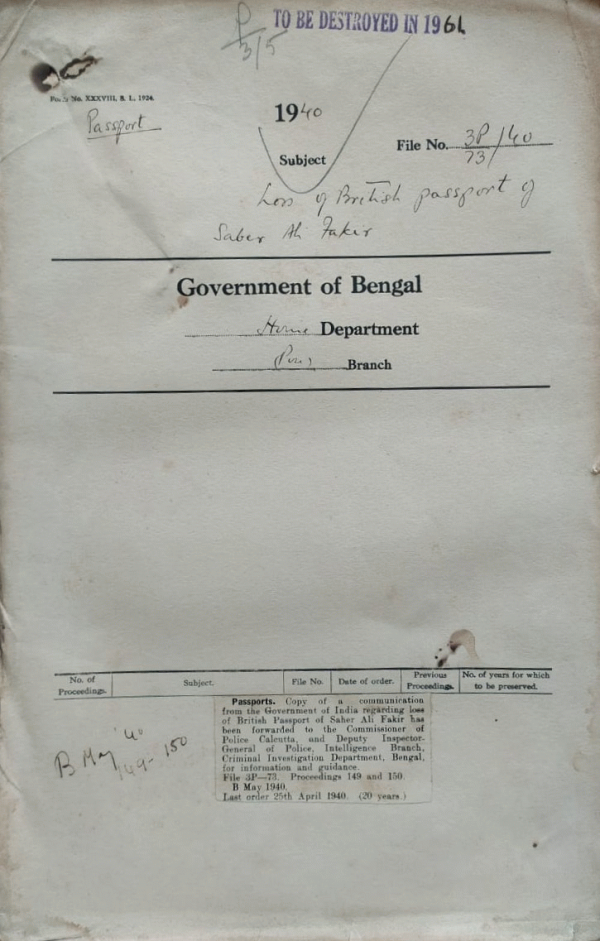 P
3/5
TO BE DESTROYED IN 1961
Form No. XXXVIII, S. L., 1934.
Passport
1940
Subject
File No. 3P/73/40
Loss of British passport of
Saber Ali Fakir
Government of Bengal
Home Department
Branch
No. of Proceedings.
Subject.
File No.
Date of order.
Previous Proceedings.
No. of years for which to be preserved.
B May '40
149-150
Passports. Copy of a communication
from the Government of India regarding loss
of British Passport of Saher Ali Fakir has
been forwarded to the Commissioner of
Police Calcutta, and Deputy Inspector-
General of Police, Intelligence Branch,
Criminal Investigation Department, Bengal,
for information and guidance.
File 3P—73. Proceedings 149 and 150
B May 1940.
Last order 25th April 1940. (20 years.)